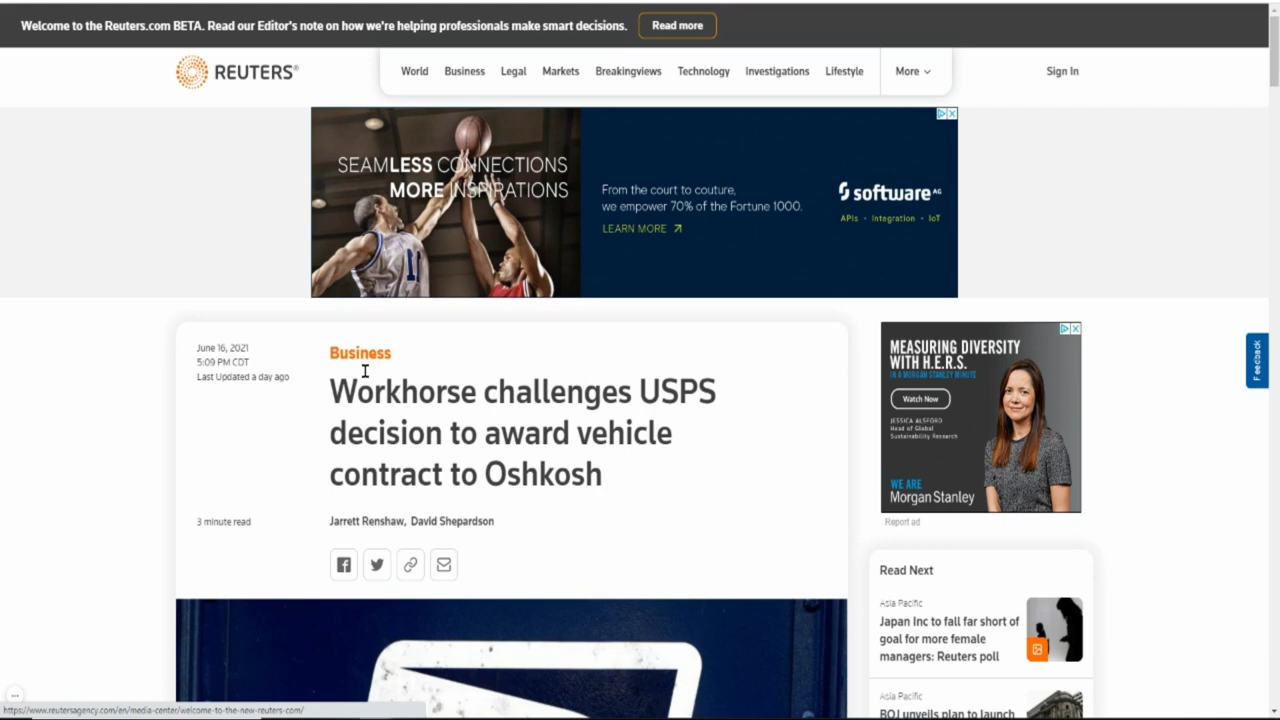 Welcome to the Reuters.com BETA. Read our Editor's note on how we're helping professionals make smart decisions.
Read more
REUTERS®
World
Business
Legal
Markets
Breakingviews
Technology
Investigations
Lifestyle
More
Sign In
SEAMLESS CONNECTIONS
MORE INSPIRATIONS
From the court to couture,
we empower 70% of the Fortune 1000.
LEARN MORE
software AG
APIs · Integration · IoT
June 16, 2021
5:09 PM CDT
Last Updated a day ago
Business
Workhorse challenges USPS
decision to award vehicle
contract to Oshkosh
3 minute read
Jarrett Renshaw, David Shepardson
MEASURING DIVERSITY
WITH H.E.R.S.
IN A MORGAN STANLEY MINUTE
Watch Now
JESSICA ALSFORD
Head of Global
Sustainability Research
WE ARE
Morgan Stanley
Report ad
Feedback
Read Next
Asia Pacific
Japan Inc to fall far short of
goal for more female
managers: Reuters poll
Asia Pacific
BOJ unveils plan to launch
https://www.reutersagency.com/en/media-center/welcome-to-the-new-reuters-com/